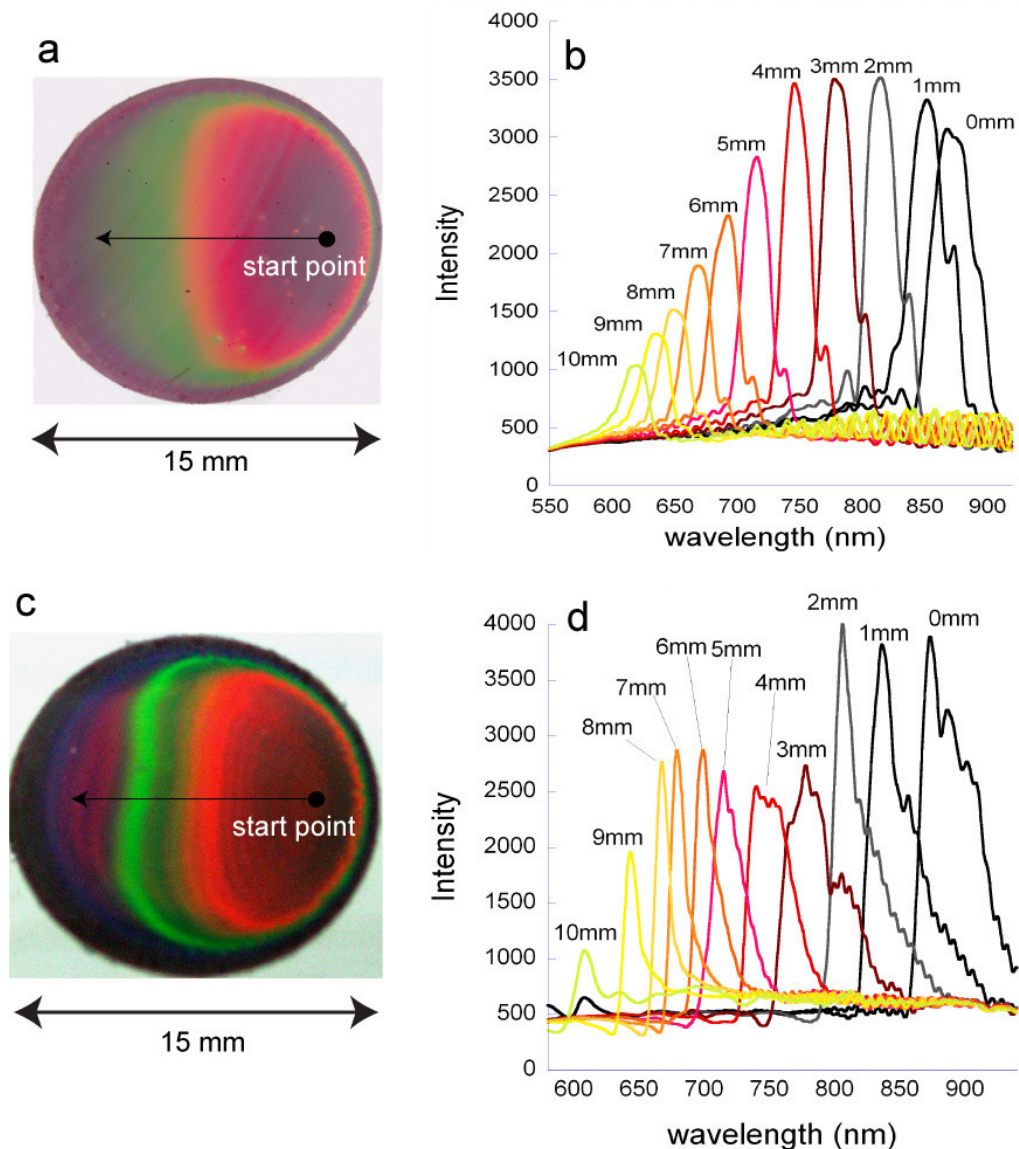 a
start point
15 mm
b
4000
3500
3000
2500
2000
1500
1000
500
0
Intensity
4mm
3mm
2mm
1mm
0mm
5mm
6mm
7mm
8mm
9mm
10mm
550 600 650 700 750 800 850 900
wavelength (nm)
c
start point
15 mm
d
4000
3500
3000
2500
4000
2000
1500
1000
500
0
Intensity
2mm
1mm
0mm
6mm
5mm
7mm
4mm
8mm
3mm
9mm
10mm
600 650 700 750 800 850 900
wavelength (nm)